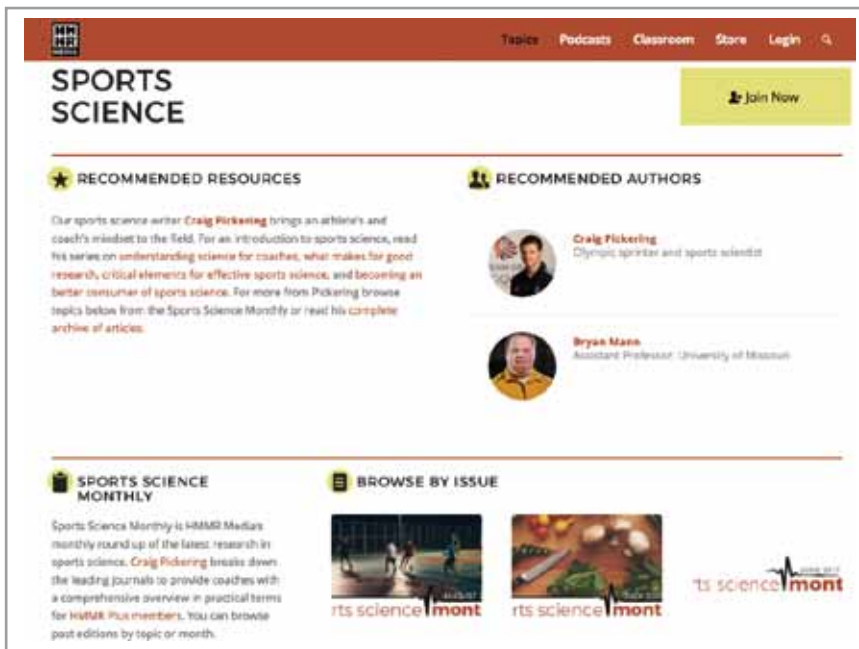 HM
MR
MEDIA
Topics Podcasts Classroom Store Login
SPORTS
SCIENCE
Join Now
RECOMMENDED RESOURCES
Our sports science writer Craig Pickering brings an athlete's and
coach's mindset to the field. For an introduction to sports science, read
his series on understanding science for coaches, what makes for good
research, critical elements for effective sports science, and becoming an
better consumer of sports science. For more from Pickering browse
topics below from the Sports Science Monthly or read his complete
archive of articles.
RECOMMENDED AUTHORS
Craig Pickering
Olympic sprinter and sports scientist
Bryan Mann
Assistant Professor, University of Missouri
SPORTS SCIENCE
MONTHLY
Sports Science Monthly is HMMR Media's
monthly round up of the latest research in
sports science. Craig Pickering breaks down
the leading journals to provide coaches with
a comprehensive overview in practical terms
for HMMR Plus members. You can browse
past editions by topic or month.
BROWSE BY ISSUE
AUGUST
rts science mont
rts science mont
JUNE 2017
rts science mont